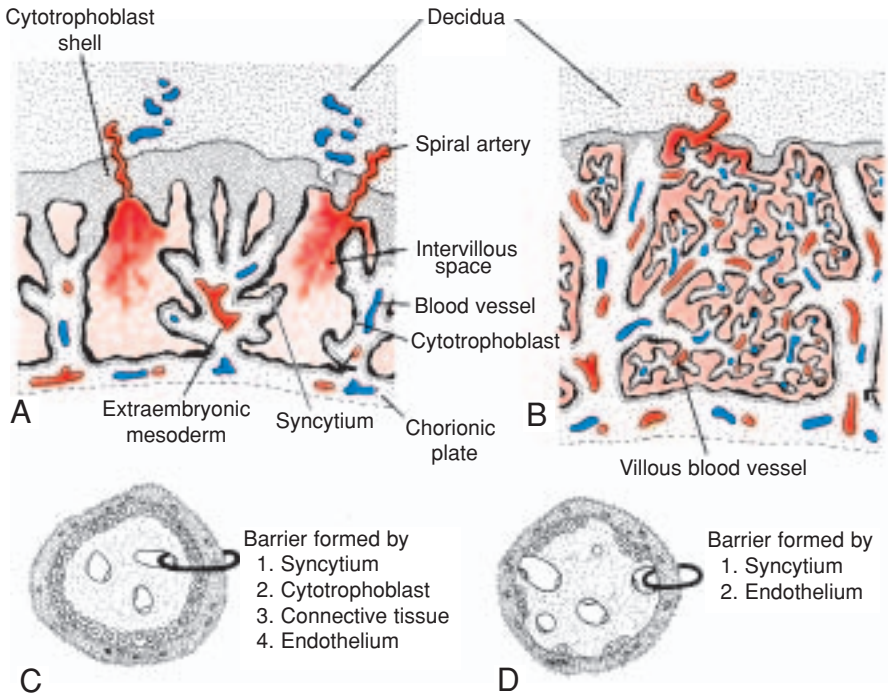 Cytotrophoblast
shell
Decidua
Spiral artery
Intervillous
space
Blood vessel
Cytotrophoblast
A
Extraembryonic
mesoderm
Syncytium
Chorionic
plate
B
Villous blood vessel
Barrier formed by
1. Syncytium
2. Cytotrophoblast
3. Connective tissue
4. Endothelium
C
Barrier formed by
1. Syncytium
2. Endothelium
D